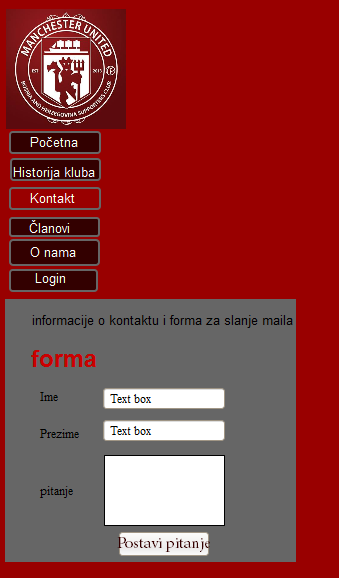 MANCHESTER UNITED
EST
2013
BOSNIA AND HERZEGOVINA SUPPORTERS CLUB
Početna
Historija kluba
Kontakt
Članovi
O nama
Login
informacije o kontaktu i forma za slanje maila
forma
Ime
Text box
Prezime
Text box
pitanje
Postavi pitanje